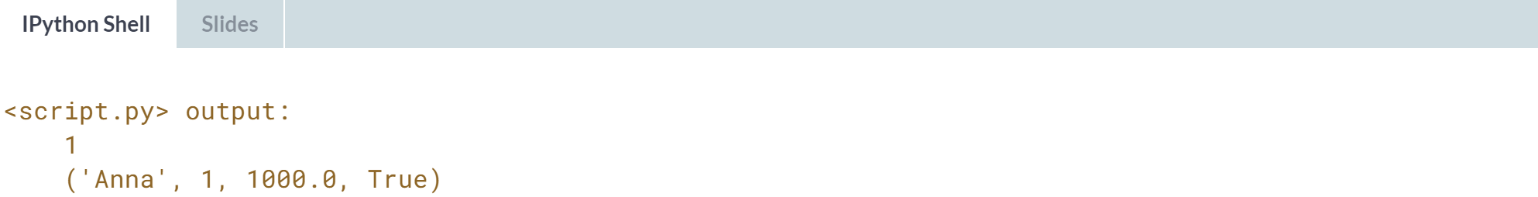 IPython Shell Slides
<script.py> output:
    1
    ('Anna', 1, 1000.0, True)